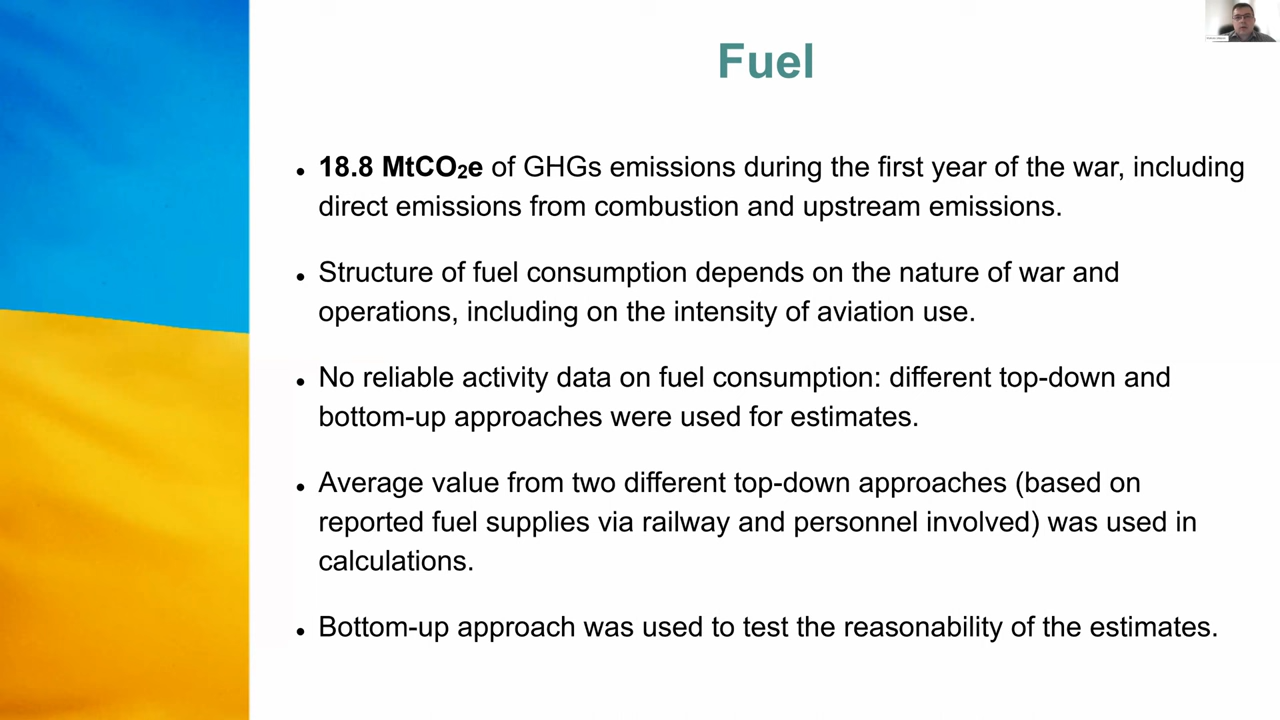 Fuel
• 18.8 MtCO₂e of GHGs emissions during the first year of the war, including
direct emissions from combustion and upstream emissions.
• Structure of fuel consumption depends on the nature of war and
operations, including on the intensity of aviation use.
• No reliable activity data on fuel consumption: different top-down and
bottom-up approaches were used for estimates.
• Average value from two different top-down approaches (based on
reported fuel supplies via railway and personnel involved) was used in
calculations.
• Bottom-up approach was used to test the reasonability of the estimates.